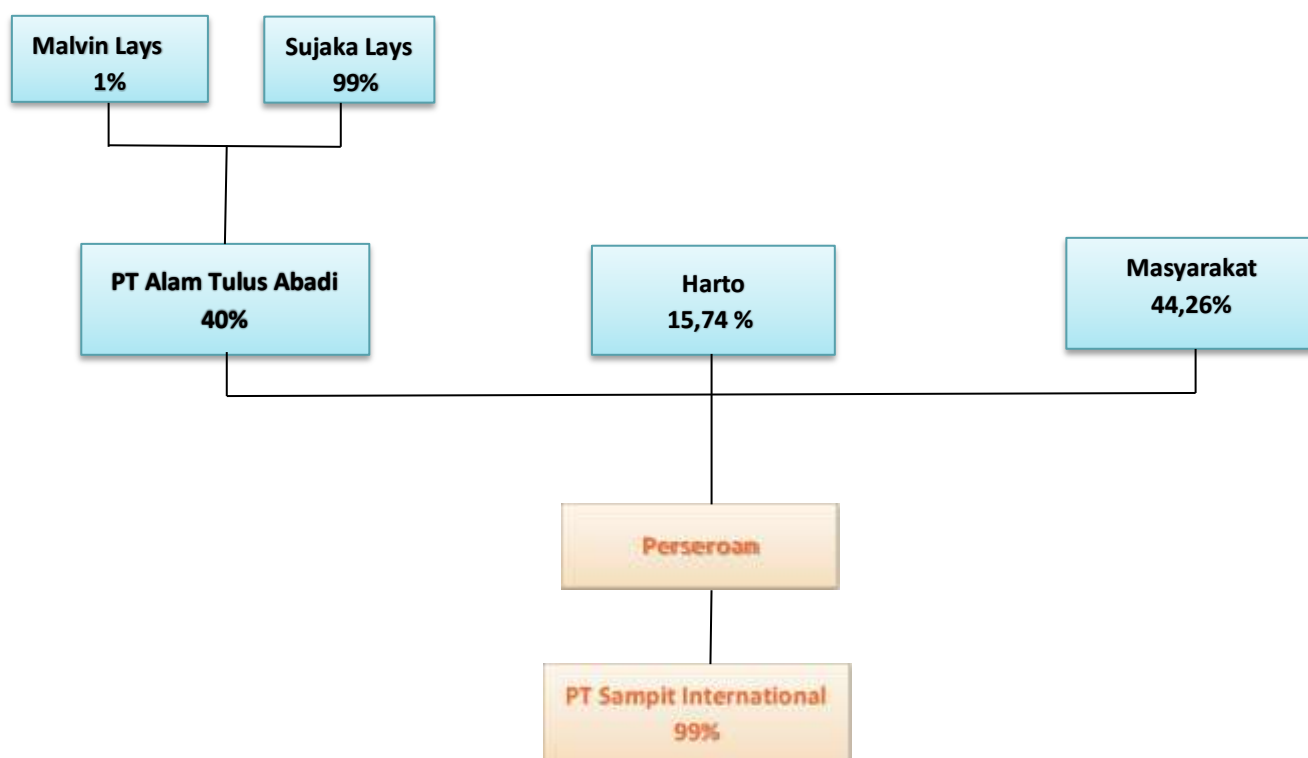 Malvin Lays
1%
Sujaka Lays
99%
PT Alam Tulus Abadi
40%
Harto
15,74 %
Masyarakat
44,26%
Perseroan
PT Sampit International
99%